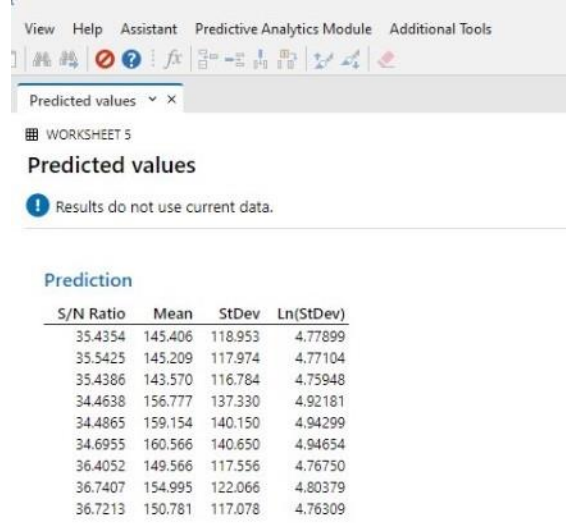 View Help Assistant Predictive Analytics Module Additional Tools
fx
Predicted values
WORKSHEET 5
Predicted values
Results do not use current data.
Prediction
S/N Ratio Mean StDev Ln(StDev)
35.4354 145.406 118.953 4.77899
35.5425 145.209 117.974 4.77104
35.4386 143.570 116.784 4.75948
34.4638 156.777 137.330 4.92181
34.4865 159.154 140.150 4.94299
34.6955 160.566 140.650 4.94654
36.4052 149.566 117.556 4.76750
36.7407 154.995 122.066 4.80379
36.7213 150.781 117.078 4.76309